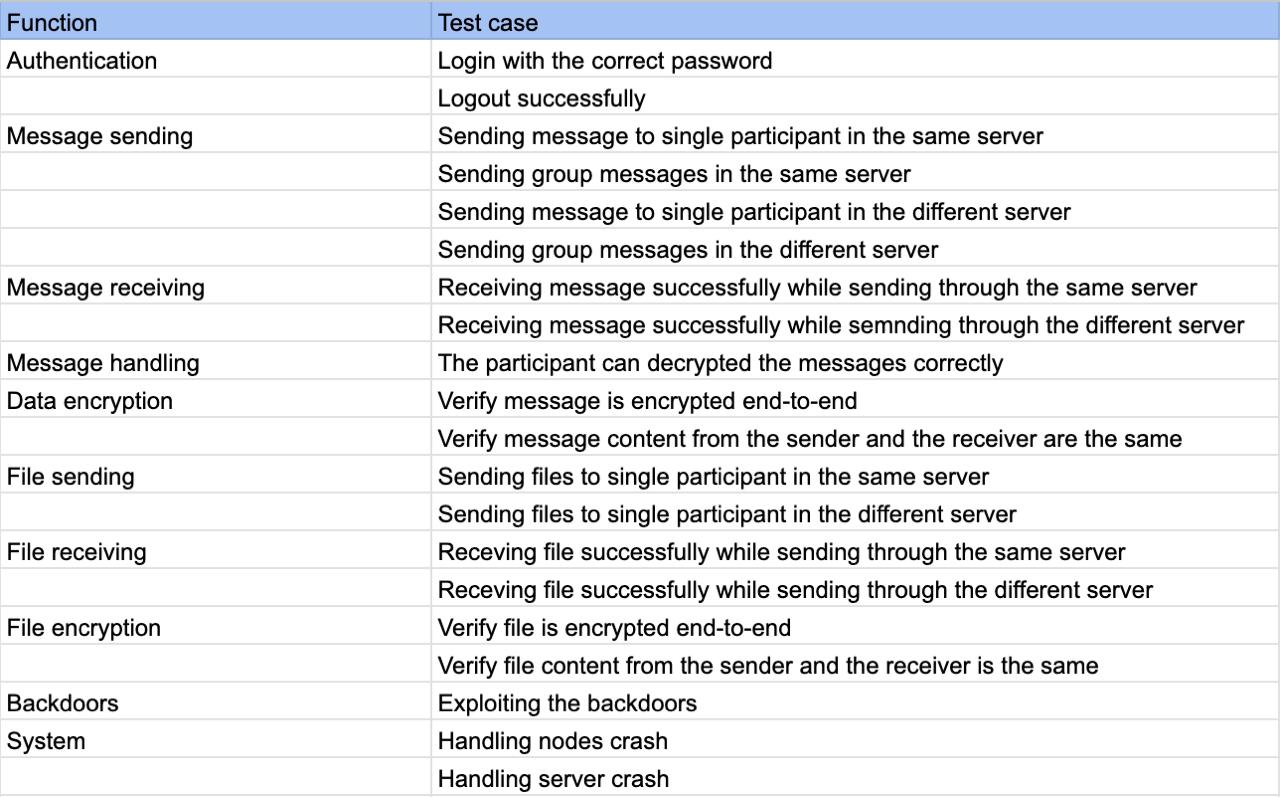 Function Test case
Authentication Login with the correct password
Logout successfully
Message sending Sending message to single participant in the same server
Sending group messages in the same server
Sending message to single participant in the different server
Sending group messages in the different server
Message receiving Receiving message successfully while sending through the same server
Receiving message successfully while semnding through the different server
Message handling The participant can decrypted the messages correctly
Data encryption Verify message is encrypted end-to-end
Verify message content from the sender and the receiver are the same
File sending Sending files to single participant in the same server
Sending files to single participant in the different server
File receiving Receving file successfully while sending through the same server
Receving file successfully while sending through the different server
File encryption Verify file is encrypted end-to-end
Verify file content from the sender and the receiver is the same
Backdoors Exploiting the backdoors
System Handling nodes crash
Handling server crash